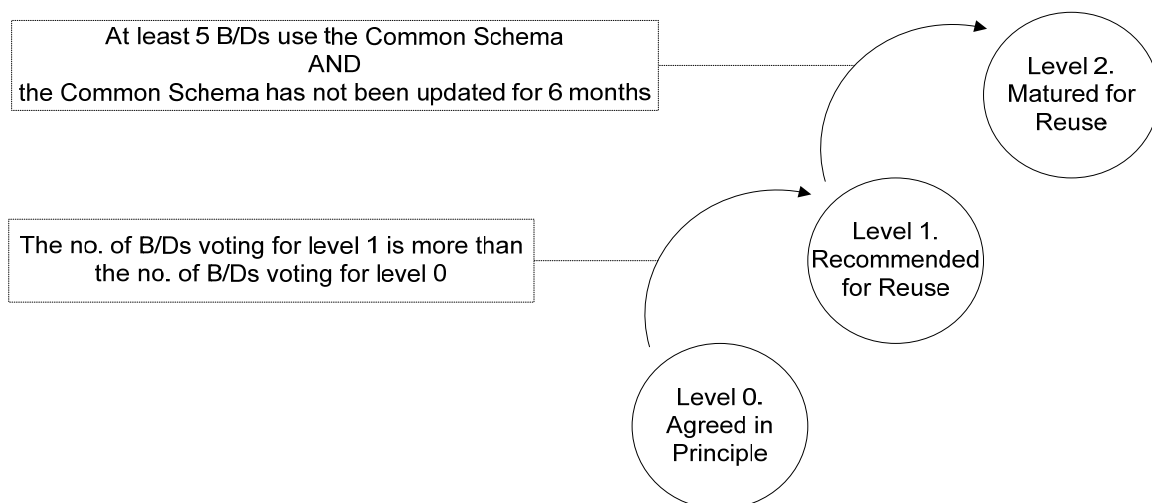 At least 5 B/Ds use the Common Schema
AND
the Common Schema has not been updated for 6 months
Level 2.
Matured for
Reuse
The no. of B/Ds voting for level 1 is more than
the no. of B/Ds voting for level 0
Level 1.
Recommended
for Reuse
Level 0.
Agreed in
Principle